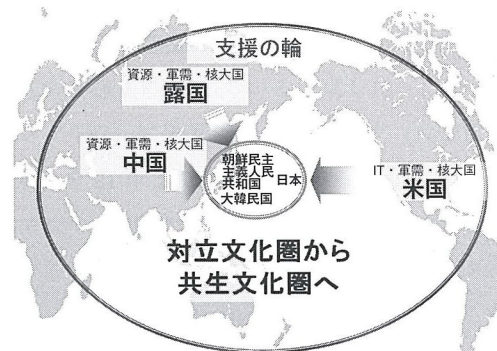 支援の輪
資源・軍需・核大国
露国
資源・軍需・核大国
中国
朝鮮民主
主義人民
共和国
大韓民国
日本
IT・軍需・核大国
米国
対立文化圏から
共生文化圏へ